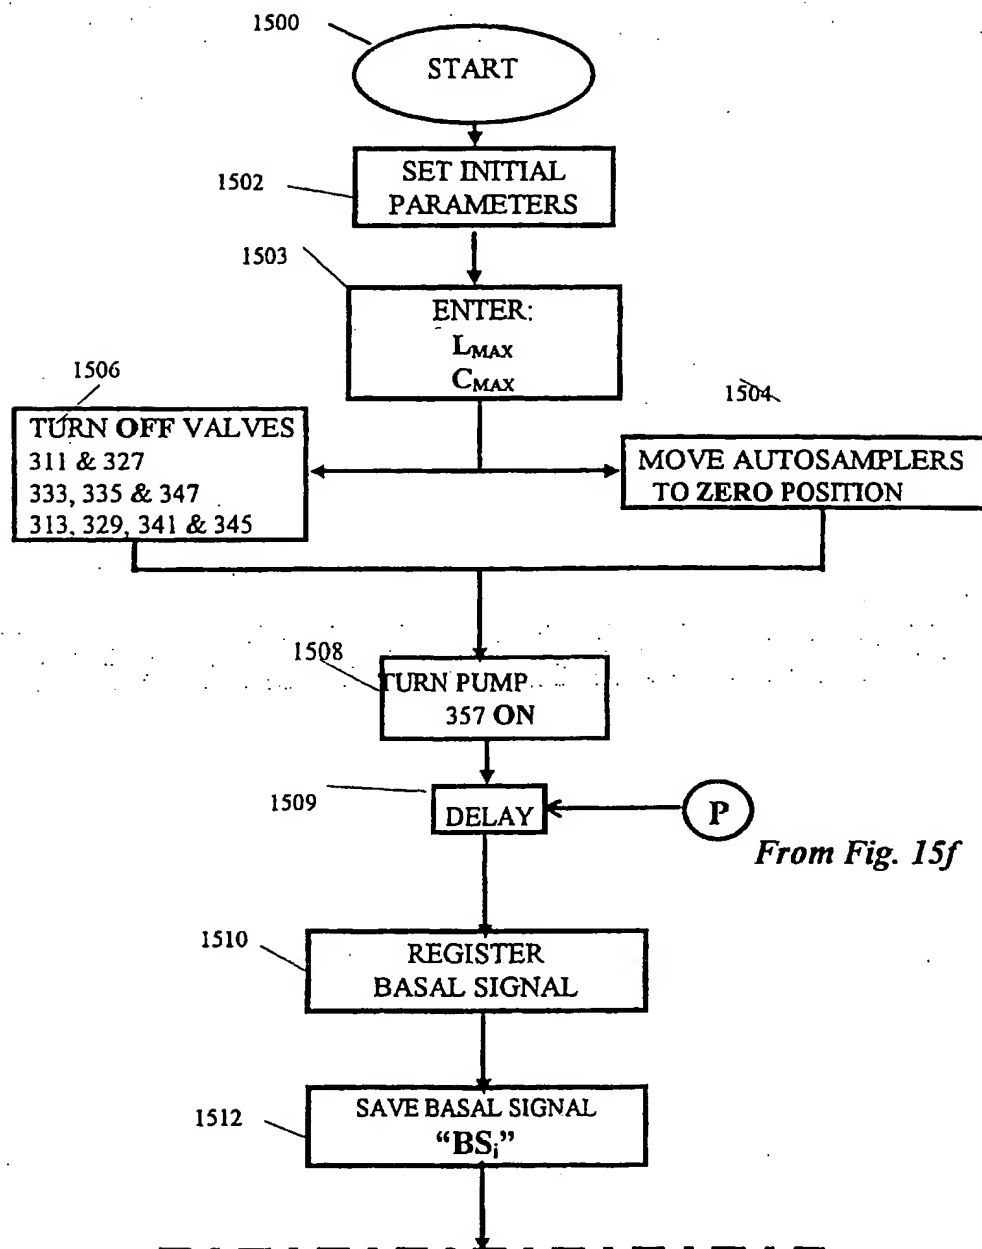 1500
START
1502
SET INITIAL
PARAMETERS
1503
ENTER:
LMAX
CMAX
1506
TURN OFF VALVES
311 & 327
333, 335 & 347
313, 329, 341 & 345
1504
MOVE AUTOSAMPLERS
TO ZERO POSITION
1508
TURN PUMP
357 ON
1509
DELAY
P
From Fig. 15f
1510
REGISTER
BASAL SIGNAL
1512
SAVE BASAL SIGNAL
“BSi”